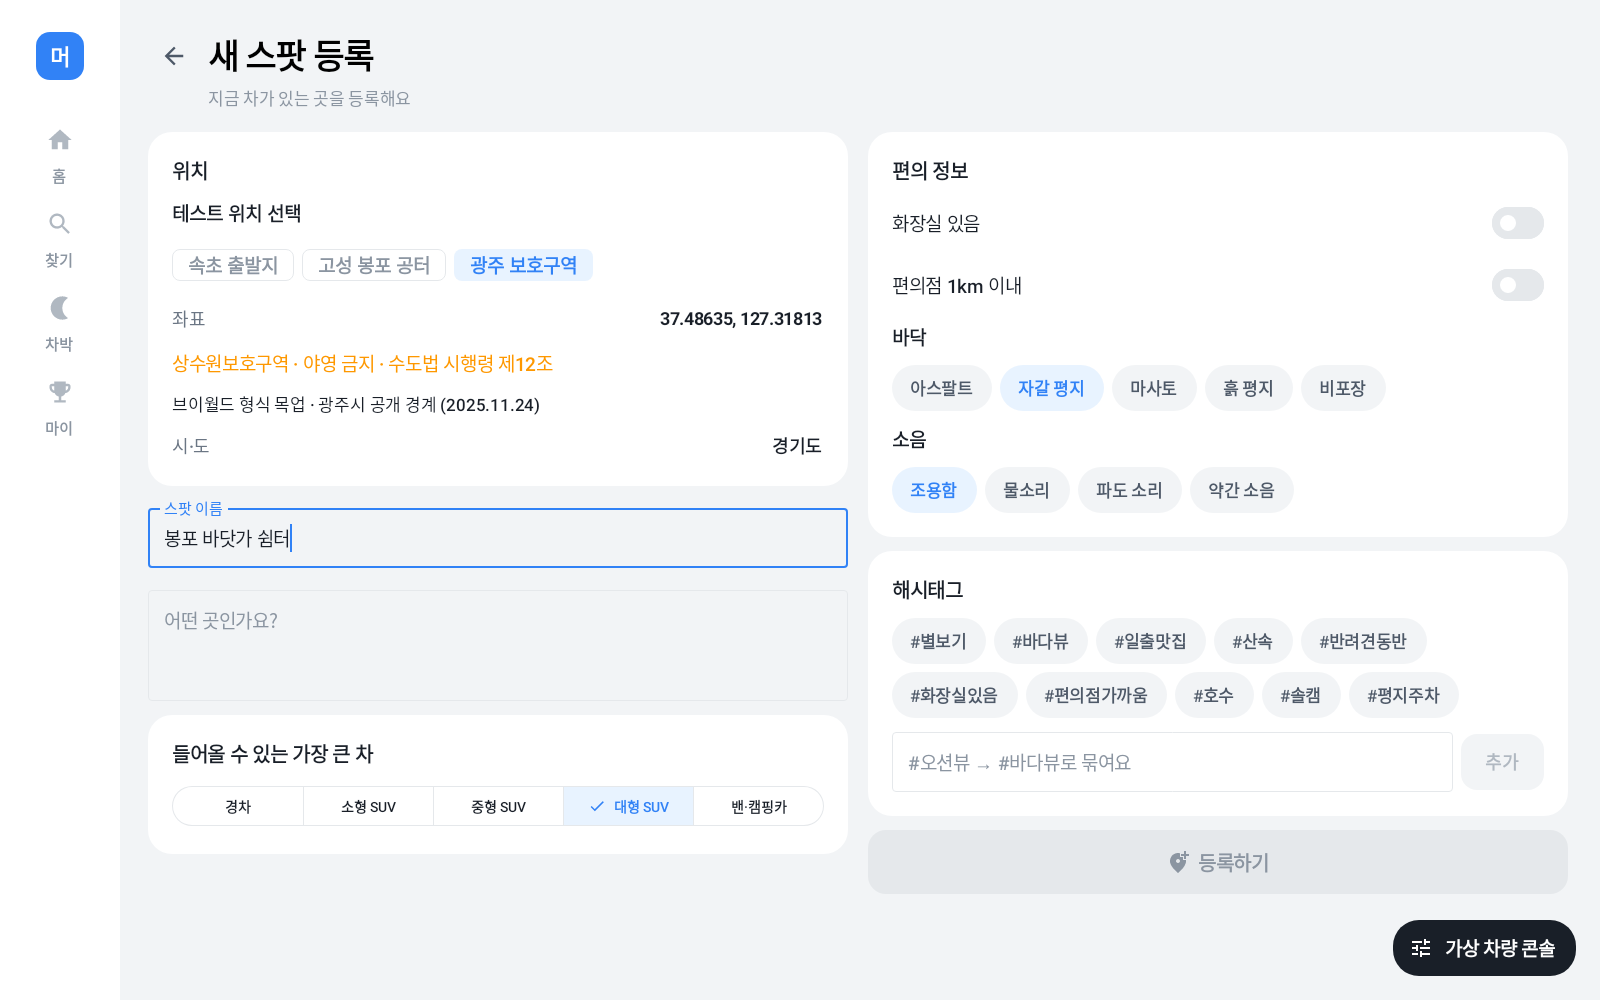 머
홈
찾기
차박
마이
새 스팟 등록
지금 차가 있는 곳을 등록해요
위치
테스트 위치 선택
속초 출발지
고성 봉포 공터
광주 보호구역
좌표
37.48635, 127.31813
상수원보호구역 · 야영 금지 · 수도법 시행령 제12조
브이월드 형식 목업 · 광주시 공개 경계 (2025.11.24)
시·도
경기도
스팟 이름
봉포 바닷가 쉼터
어떤 곳인가요?
들어올 수 있는 가장 큰 차
경차
소형 SUV
중형 SUV
대형 SUV
밴·캠핑카
편의 정보
화장실 있음
편의점 1km 이내
바닥
아스팔트
자갈 평지
마사토
흙 평지
비포장
소음
조용함
물소리
파도 소리
약간 소음
해시태그
#별보기
#바다뷰
#일출맛집
#산속
#반려견동반
#화장실있음
#편의점가까움
#호수
#솔캠
#평지주차
#오션뷰 → #바다뷰로 묶여요
추가
등록하기
가상 차량 콘솔